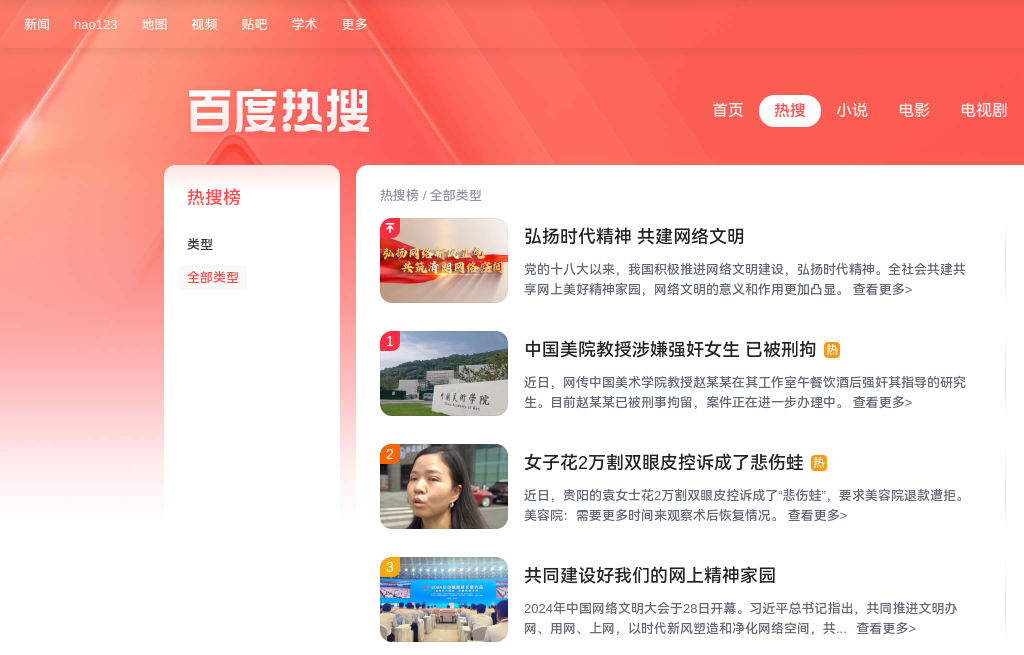 新闻 hao123 地图 视频 贴吧 学术 更多
百度热搜
首页 热搜 小说 电影 电视剧
热搜榜
类型
全部类型
热搜榜 / 全部类型
弘扬网络新风正气
共筑清朗网络空间
弘扬时代精神 共建网络文明
党的十八大以来，我国积极推进网络文明建设，弘扬时代精神。全社会共建共
享网上美好精神家园，网络文明的意义和作用更加凸显。 查看更多>
1
中国美術學院
中国美院教授涉嫌强奸女生 已被刑拘 热
近日，网传中国美术学院教授赵某某在其工作室午餐饮酒后强奸其指导的研究
生。目前赵某某已被刑事拘留，案件正在进一步办理中。 查看更多>
2
女子花2万割双眼皮控诉成了悲伤蛙 热
近日，贵阳的袁女士花2万割双眼皮控诉成了“悲伤蛙”，要求美容院退款遭拒。
美容院：需要更多时间来观察术后恢复情况。 查看更多>
3
共同建设好我们的网上精神家园
2024年中国网络文明大会于28日开幕。习近平总书记指出，共同推进文明办
网、用网、上网，以时代新风塑造和净化网络空间，共... 查看更多>